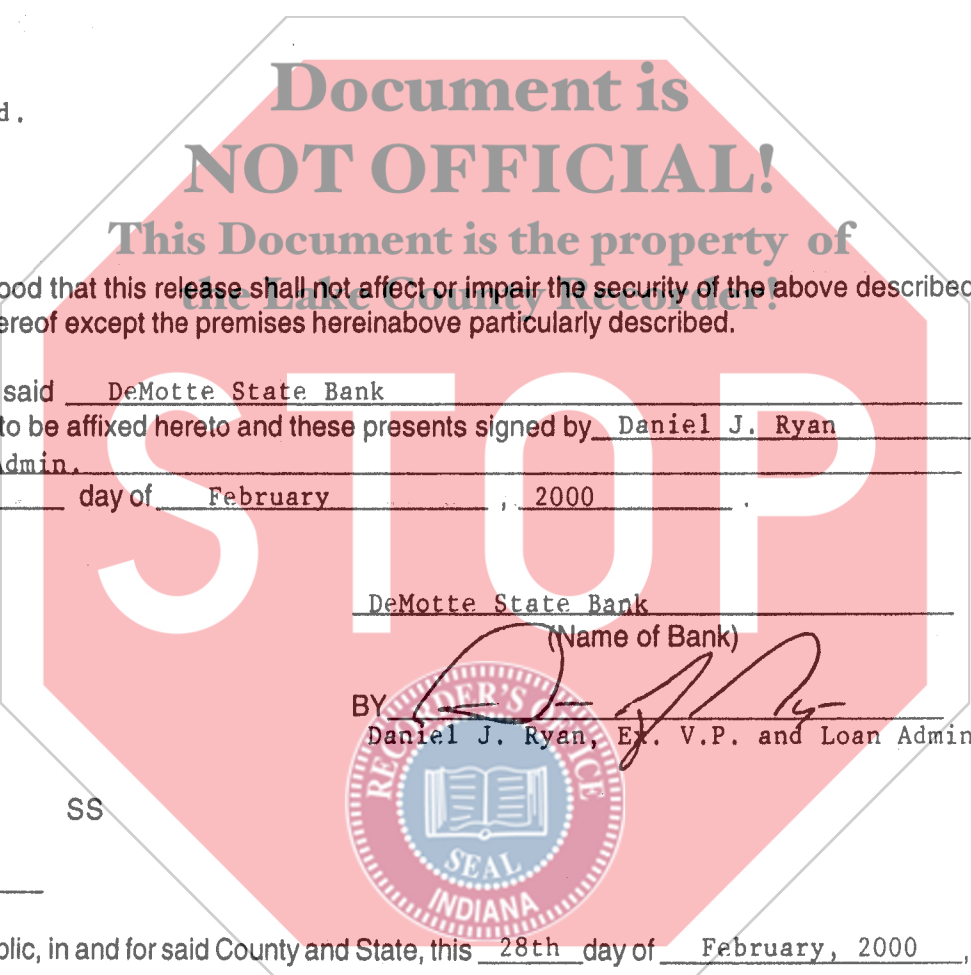 d.
Document is
NOT OFFICIAL!
This Document is the property of
the Lake County Recorder!
ood that this release shall not affect or impair the security of the above described
ereof except the premises hereinabove particularly described.
said DeMotte State Bank
to be affixed hereto and these presents signed by Daniel J. Ryan
Admin.
day of February , 2000 .
STOP
DeMotte State Bank
(Name of Bank)
BY
Daniel J. Ryan, Ex. V.P. and Loan Admin
RECORDER'S OFFICE
SEAL
INDIANA
SS
blic, in and for said County and State, this 28th day of February, 2000 ,